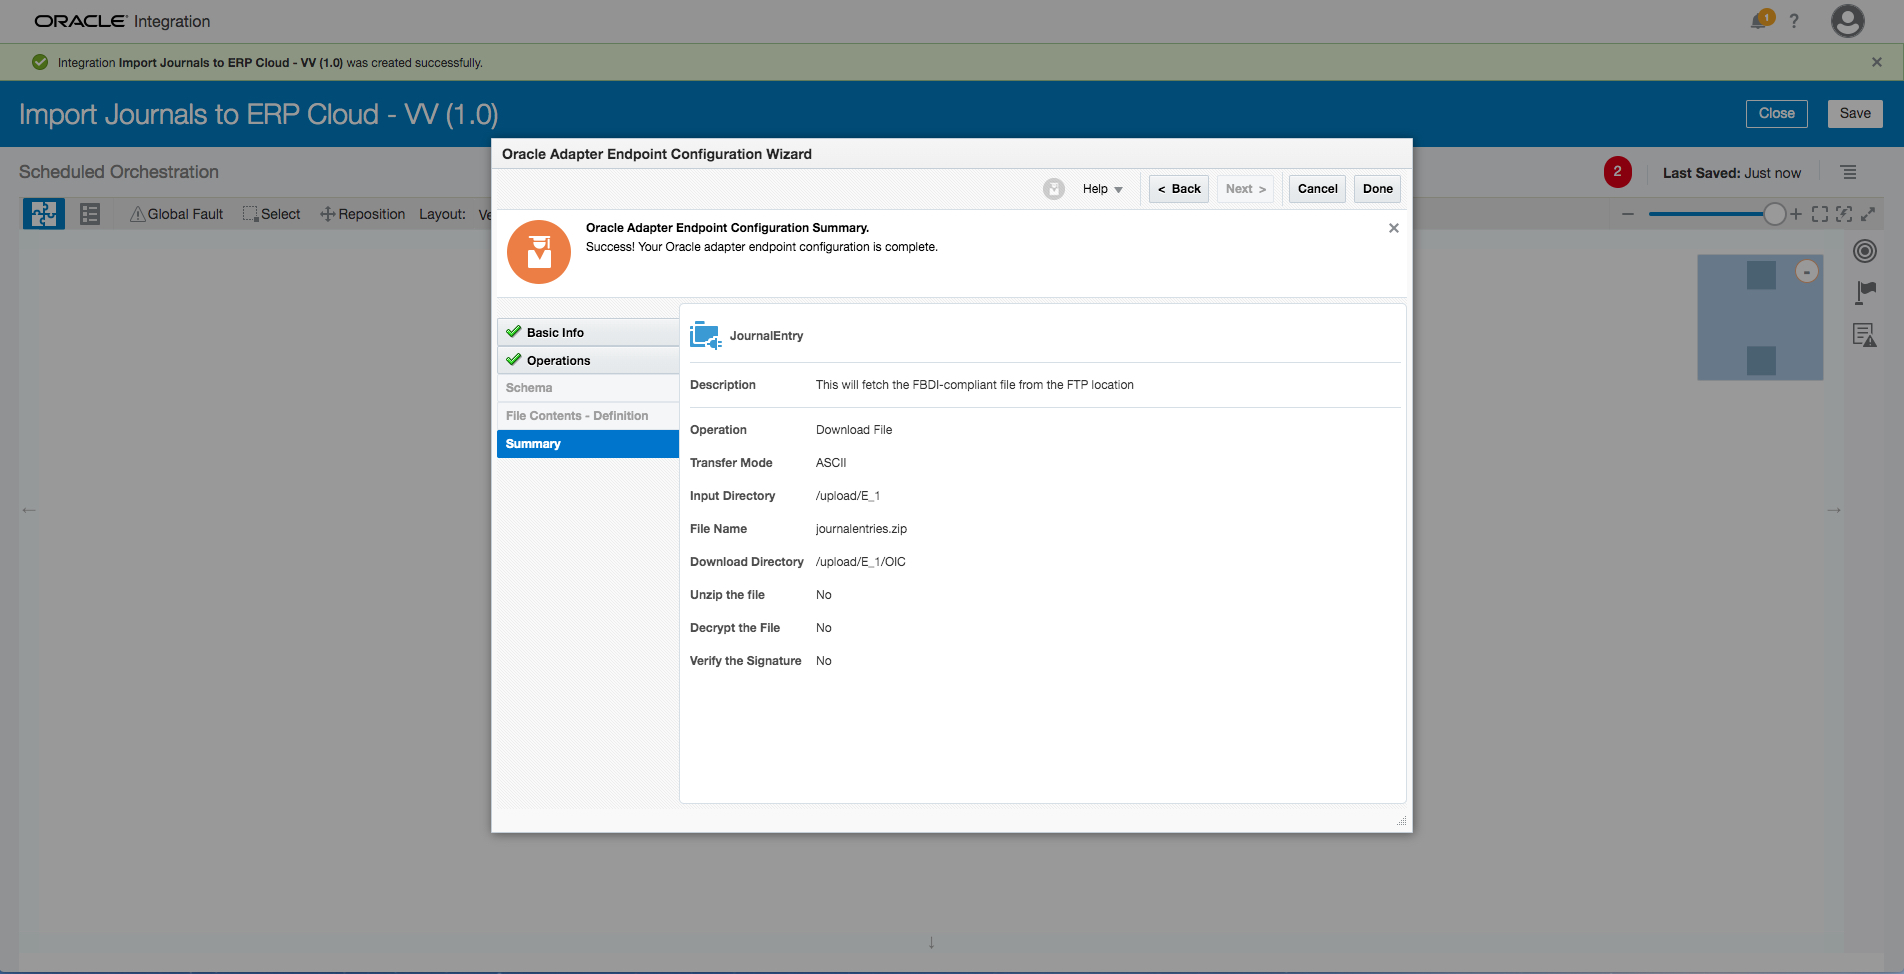 ORACLE Integration
1
?
Integration Import Journals to ERP Cloud - VV (1.0) was created successfully.
Import Journals to ERP Cloud - VV (1.0)
Close
Save
Scheduled Orchestration
2
Last Saved: Just now
Global Fault
Select
Reposition
Layout:
Ve
Oracle Adapter Endpoint Configuration Wizard
Help
< Back
Next >
Cancel
Done
Oracle Adapter Endpoint Configuration Summary.
Success! Your Oracle adapter endpoint configuration is complete.
Basic Info
Operations
Schema
File Contents - Definition
Summary
JournalEntry
Description This will fetch the FBDI-compliant file from the FTP location
Operation Download File
Transfer Mode ASCII
Input Directory /upload/E_1
File Name journalentries.zip
Download Directory /upload/E_1/OIC
Unzip the file No
Decrypt the File No
Verify the Signature No